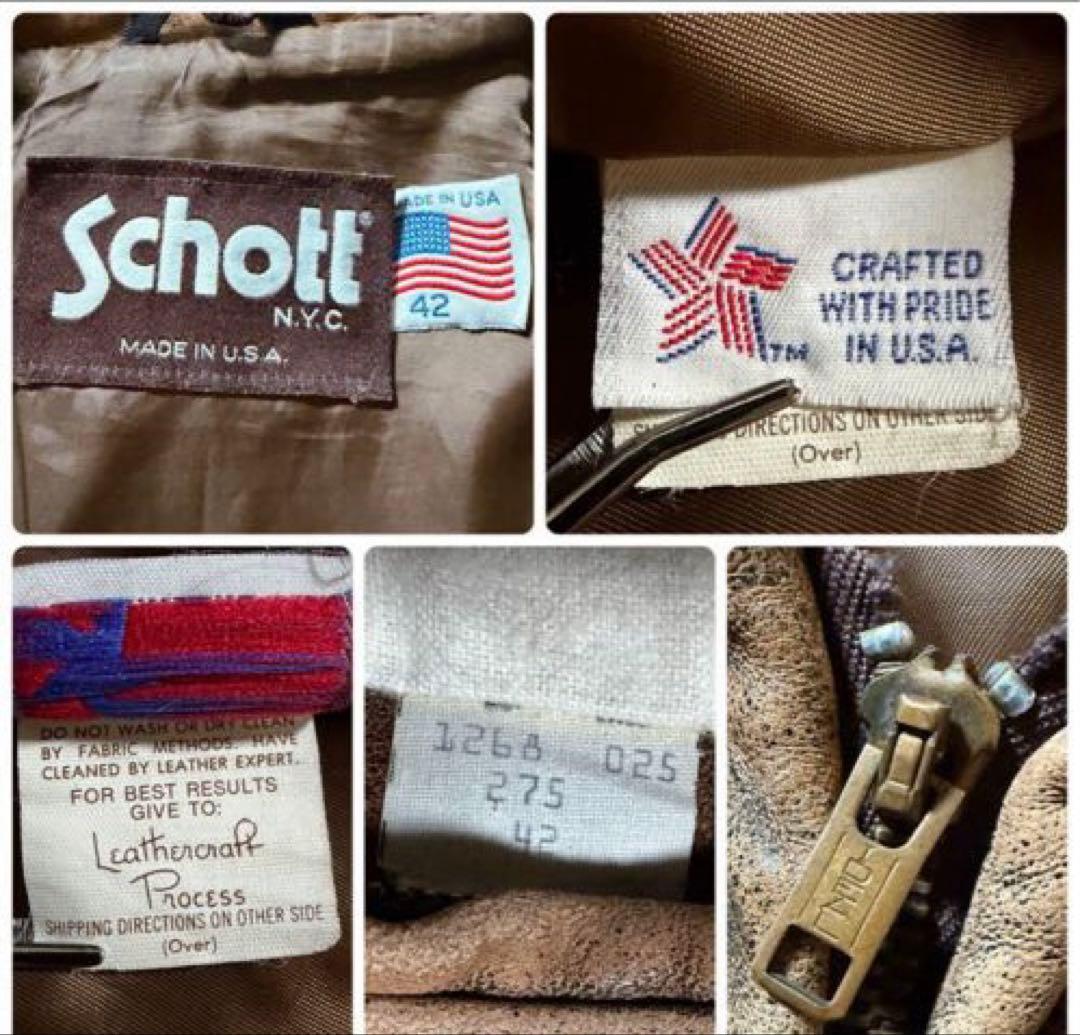 Schott®
N.Y.C.
MADE IN U.S.A.
ADE IN USA
42
CRAFTED
WITH PRIDE
IN U.S.A.
TM
DIRECTIONS ON OTHER SIDE
(Over)
DO NOT WASH OR DRY CLEAN
BY FABRIC METHODS. HAVE
CLEANED BY LEATHER EXPERT.
FOR BEST RESULTS
GIVE TO:
Leathercraft
Process
SHIPPING DIRECTIONS ON OTHER SIDE
(Over)
126A 025
275
42